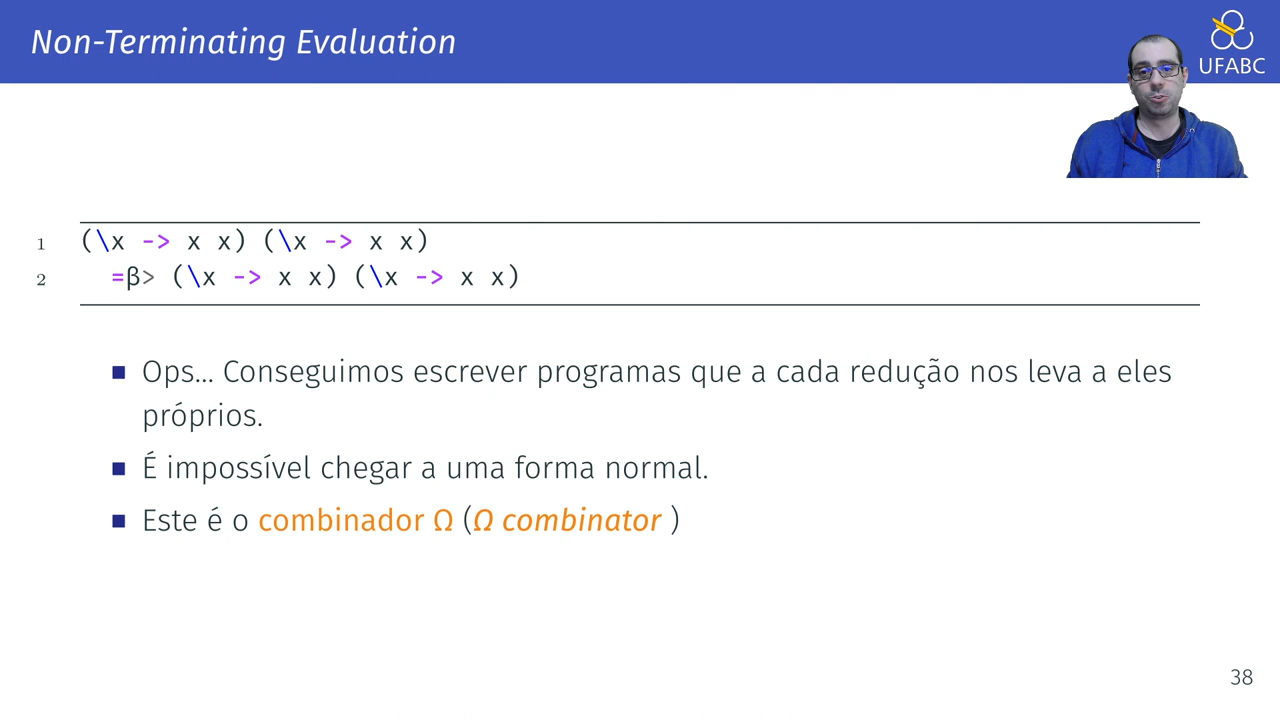 Non-Terminating Evaluation
UFABC
1 (\x -> x x) (\x -> x x)
2 =β> (\x -> x x) (\x -> x x)
Ops... Conseguimos escrever programas que a cada redução nos leva a eles
próprios.
É impossível chegar a uma forma normal.
Este é o combinador Ω (Ω combinator )
38